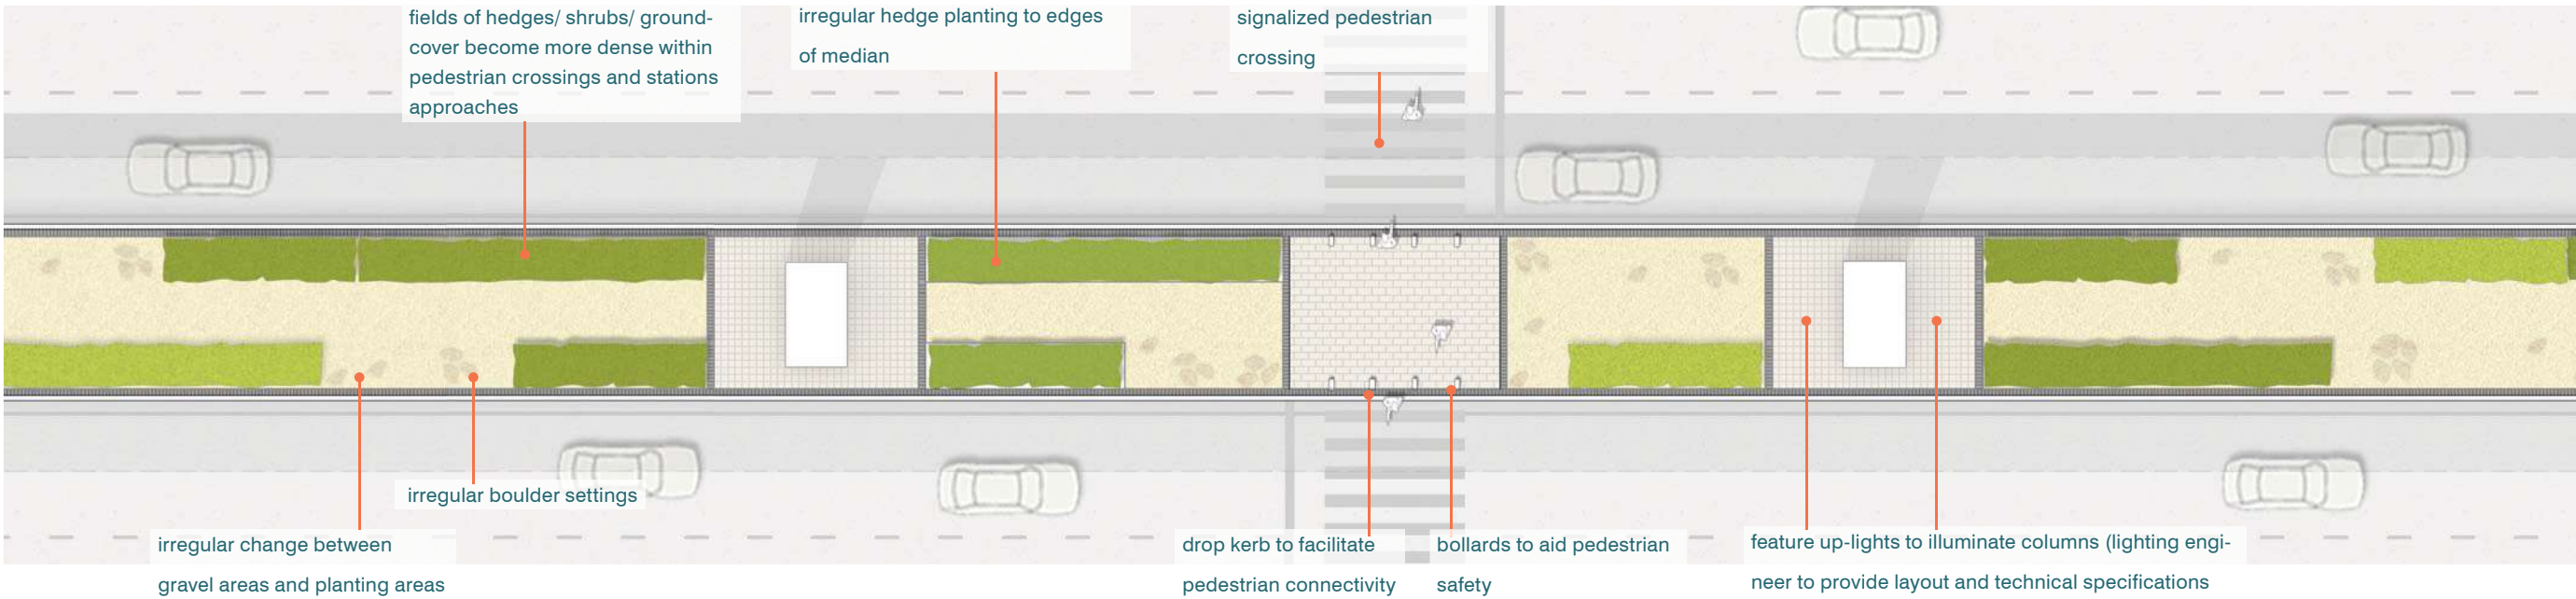 fields of hedges/ shrubs/ ground-
cover become more dense within
pedestrian crossings and stations
approaches
irregular hedge planting to edges
of median
signalized pedestrian
crossing
irregular boulder settings
irregular change between
gravel areas and planting areas
drop kerb to facilitate
pedestrian connectivity
bollards to aid pedestrian
safety
feature up-lights to illuminate columns (lighting engi-
neer to provide layout and technical specifications